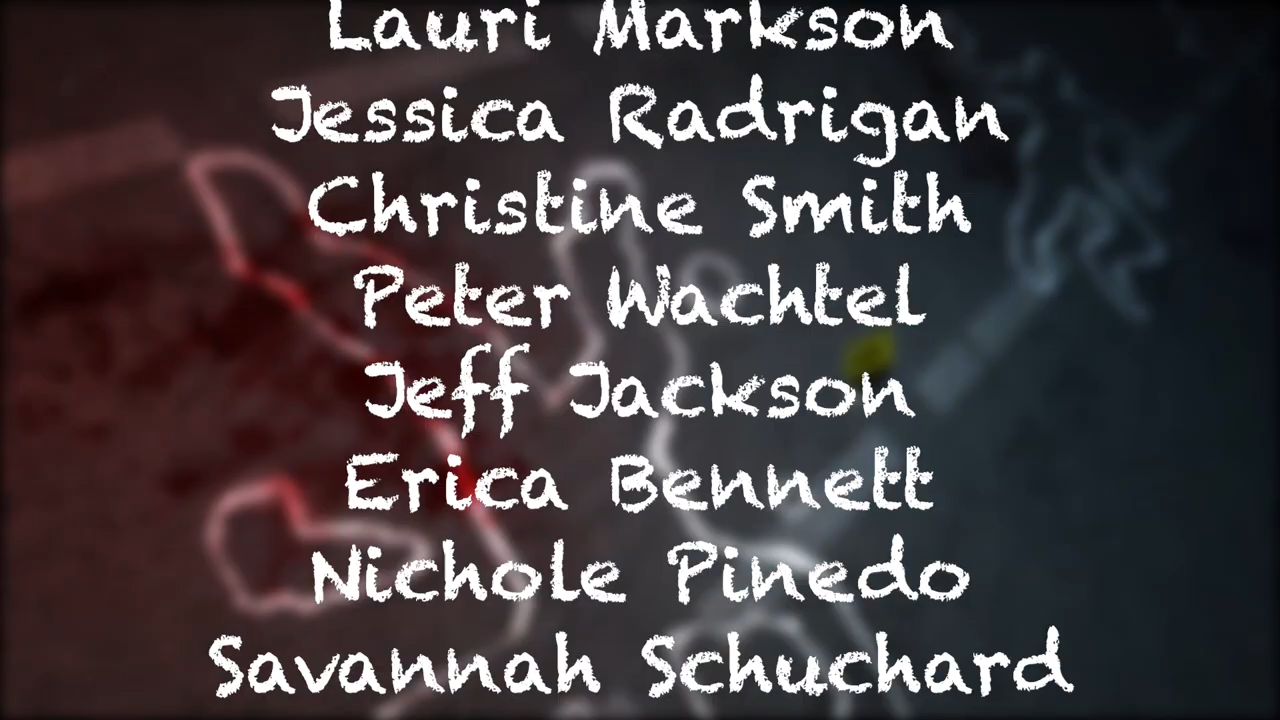 Lauri Markson
Jessica Radrigan
Christine Smith
Peter Wachtel
Jeff Jackson
Erica Bennett
Nichole Pinedo
Savannah Schuchard